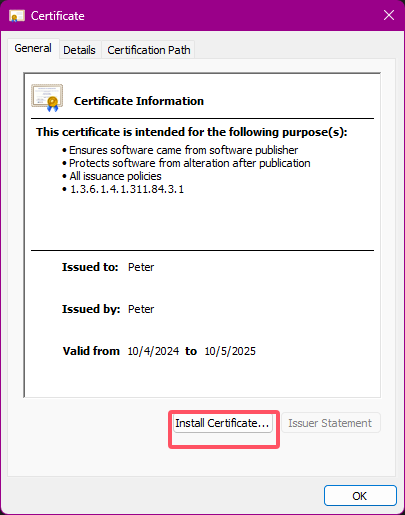 Certificate
General Details Certification Path
Certificate Information
This certificate is intended for the following purpose(s):
• Ensures software came from software publisher
• Protects software from alteration after publication
• All issuance policies
• 1.3.6.1.4.1.311.84.3.1
Issued to: Peter
Issued by: Peter
Valid from 10/4/2024 to 10/5/2025
Install Certificate... Issuer Statement
OK